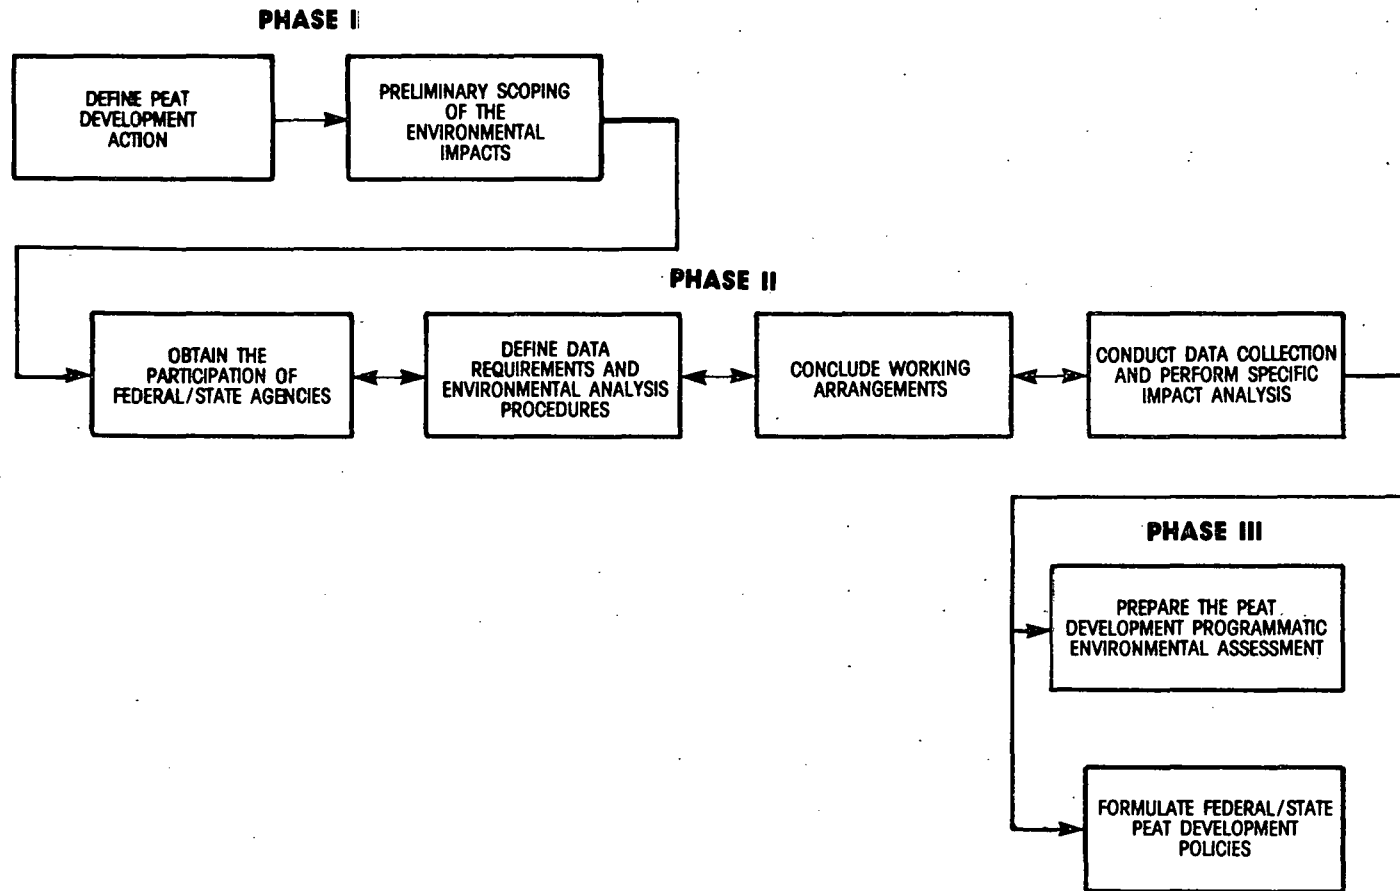 PHASE I
DEFINE PEAT
DEVELOPMENT
ACTION
PRELIMINARY SCOPING
OF THE
ENVIRONMENTAL
IMPACTS
PHASE II
OBTAIN THE
PARTICIPATION OF
FEDERAL/STATE AGENCIES
DEFINE DATA
REQUIREMENTS AND
ENVIRONMENTAL ANALYSIS
PROCEDURES
CONCLUDE WORKING
ARRANGEMENTS
CONDUCT DATA COLLECTION
AND PERFORM SPECIFIC
IMPACT ANALYSIS
PHASE III
PREPARE THE PEAT
DEVELOPMENT PROGRAMMATIC
ENVIRONMENTAL ASSESSMENT
FORMULATE FEDERAL/STATE
PEAT DEVELOPMENT
POLICIES